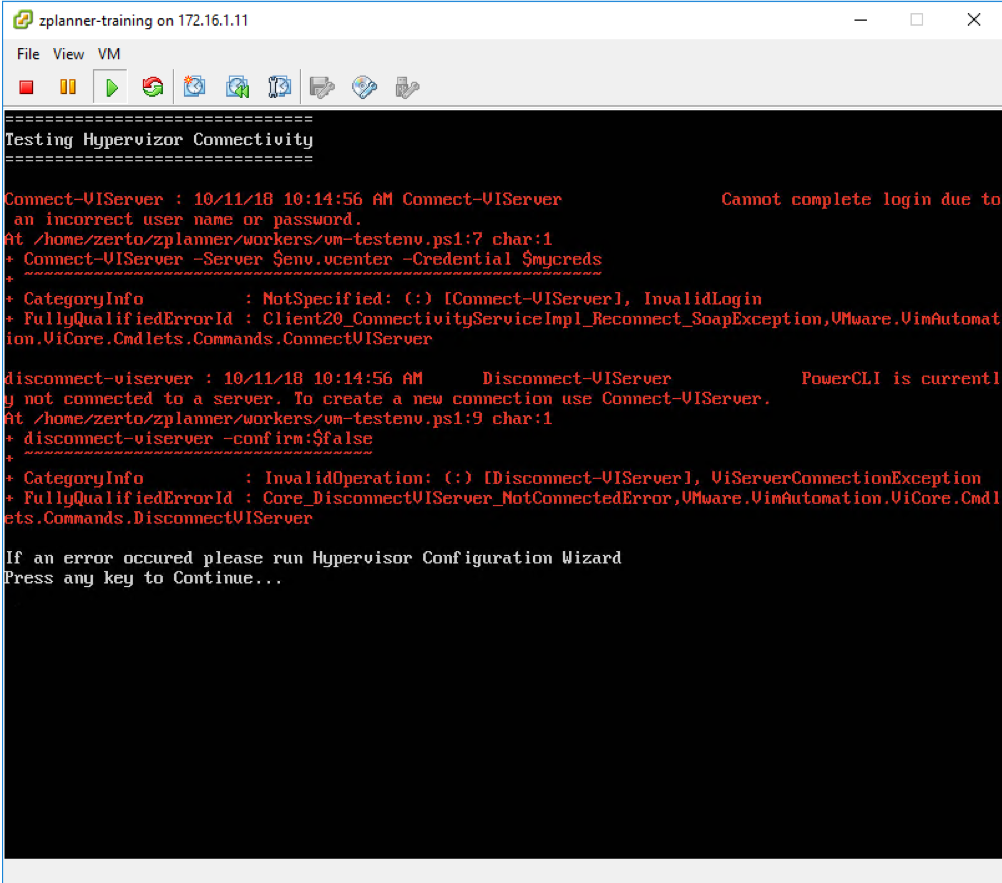 zplanner-training on 172.16.1.11
File View VM
===============================
Testing Hypervizor Connectivity
===============================
Connect-VIServer : 10/11/18 10:14:56 AM Connect-VIServer Cannot complete login due to
an incorrect user name or password.
At /home/zerto/zplanner/workers/vm-testenv.ps1:7 char:1
+ Connect-VIServer -Server $env.vcenter -Credential $mycreds
+ ~~~~~~~~~~~~~~~~~~~~~~~~~~~~~~~~~~~~~~~~~~~~~~~~~~~~~~~~~~
+ CategoryInfo : NotSpecified: (:) [Connect-VIServer], InvalidLogin
+ FullyQualifiedErrorId : Client20_ConnectivityServiceImpl_Reconnect_SoapException,VMware.VimAutomat
ion.ViCore.Cmdlets.Commands.ConnectVIServer
disconnect-viserver : 10/11/18 10:14:56 AM Disconnect-VIServer PowerCLI is currentl
y not connected to a server. To create a new connection use Connect-VIServer.
At /home/zerto/zplanner/workers/vm-testenv.ps1:9 char:1
+ disconnect-viserver -confirm:$false
+ ~~~~~~~~~~~~~~~~~~~~~~~~~~~~~~~~~~~
+ CategoryInfo : InvalidOperation: (:) [Disconnect-VIServer], ViServerConnectionException
+ FullyQualifiedErrorId : Core_DisconnectVIServer_NotConnectedError,VMware.VimAutomation.ViCore.Cmdl
ets.Commands.DisconnectVIServer
If an error occured please run Hypervisor Configuration Wizard
Press any key to Continue...